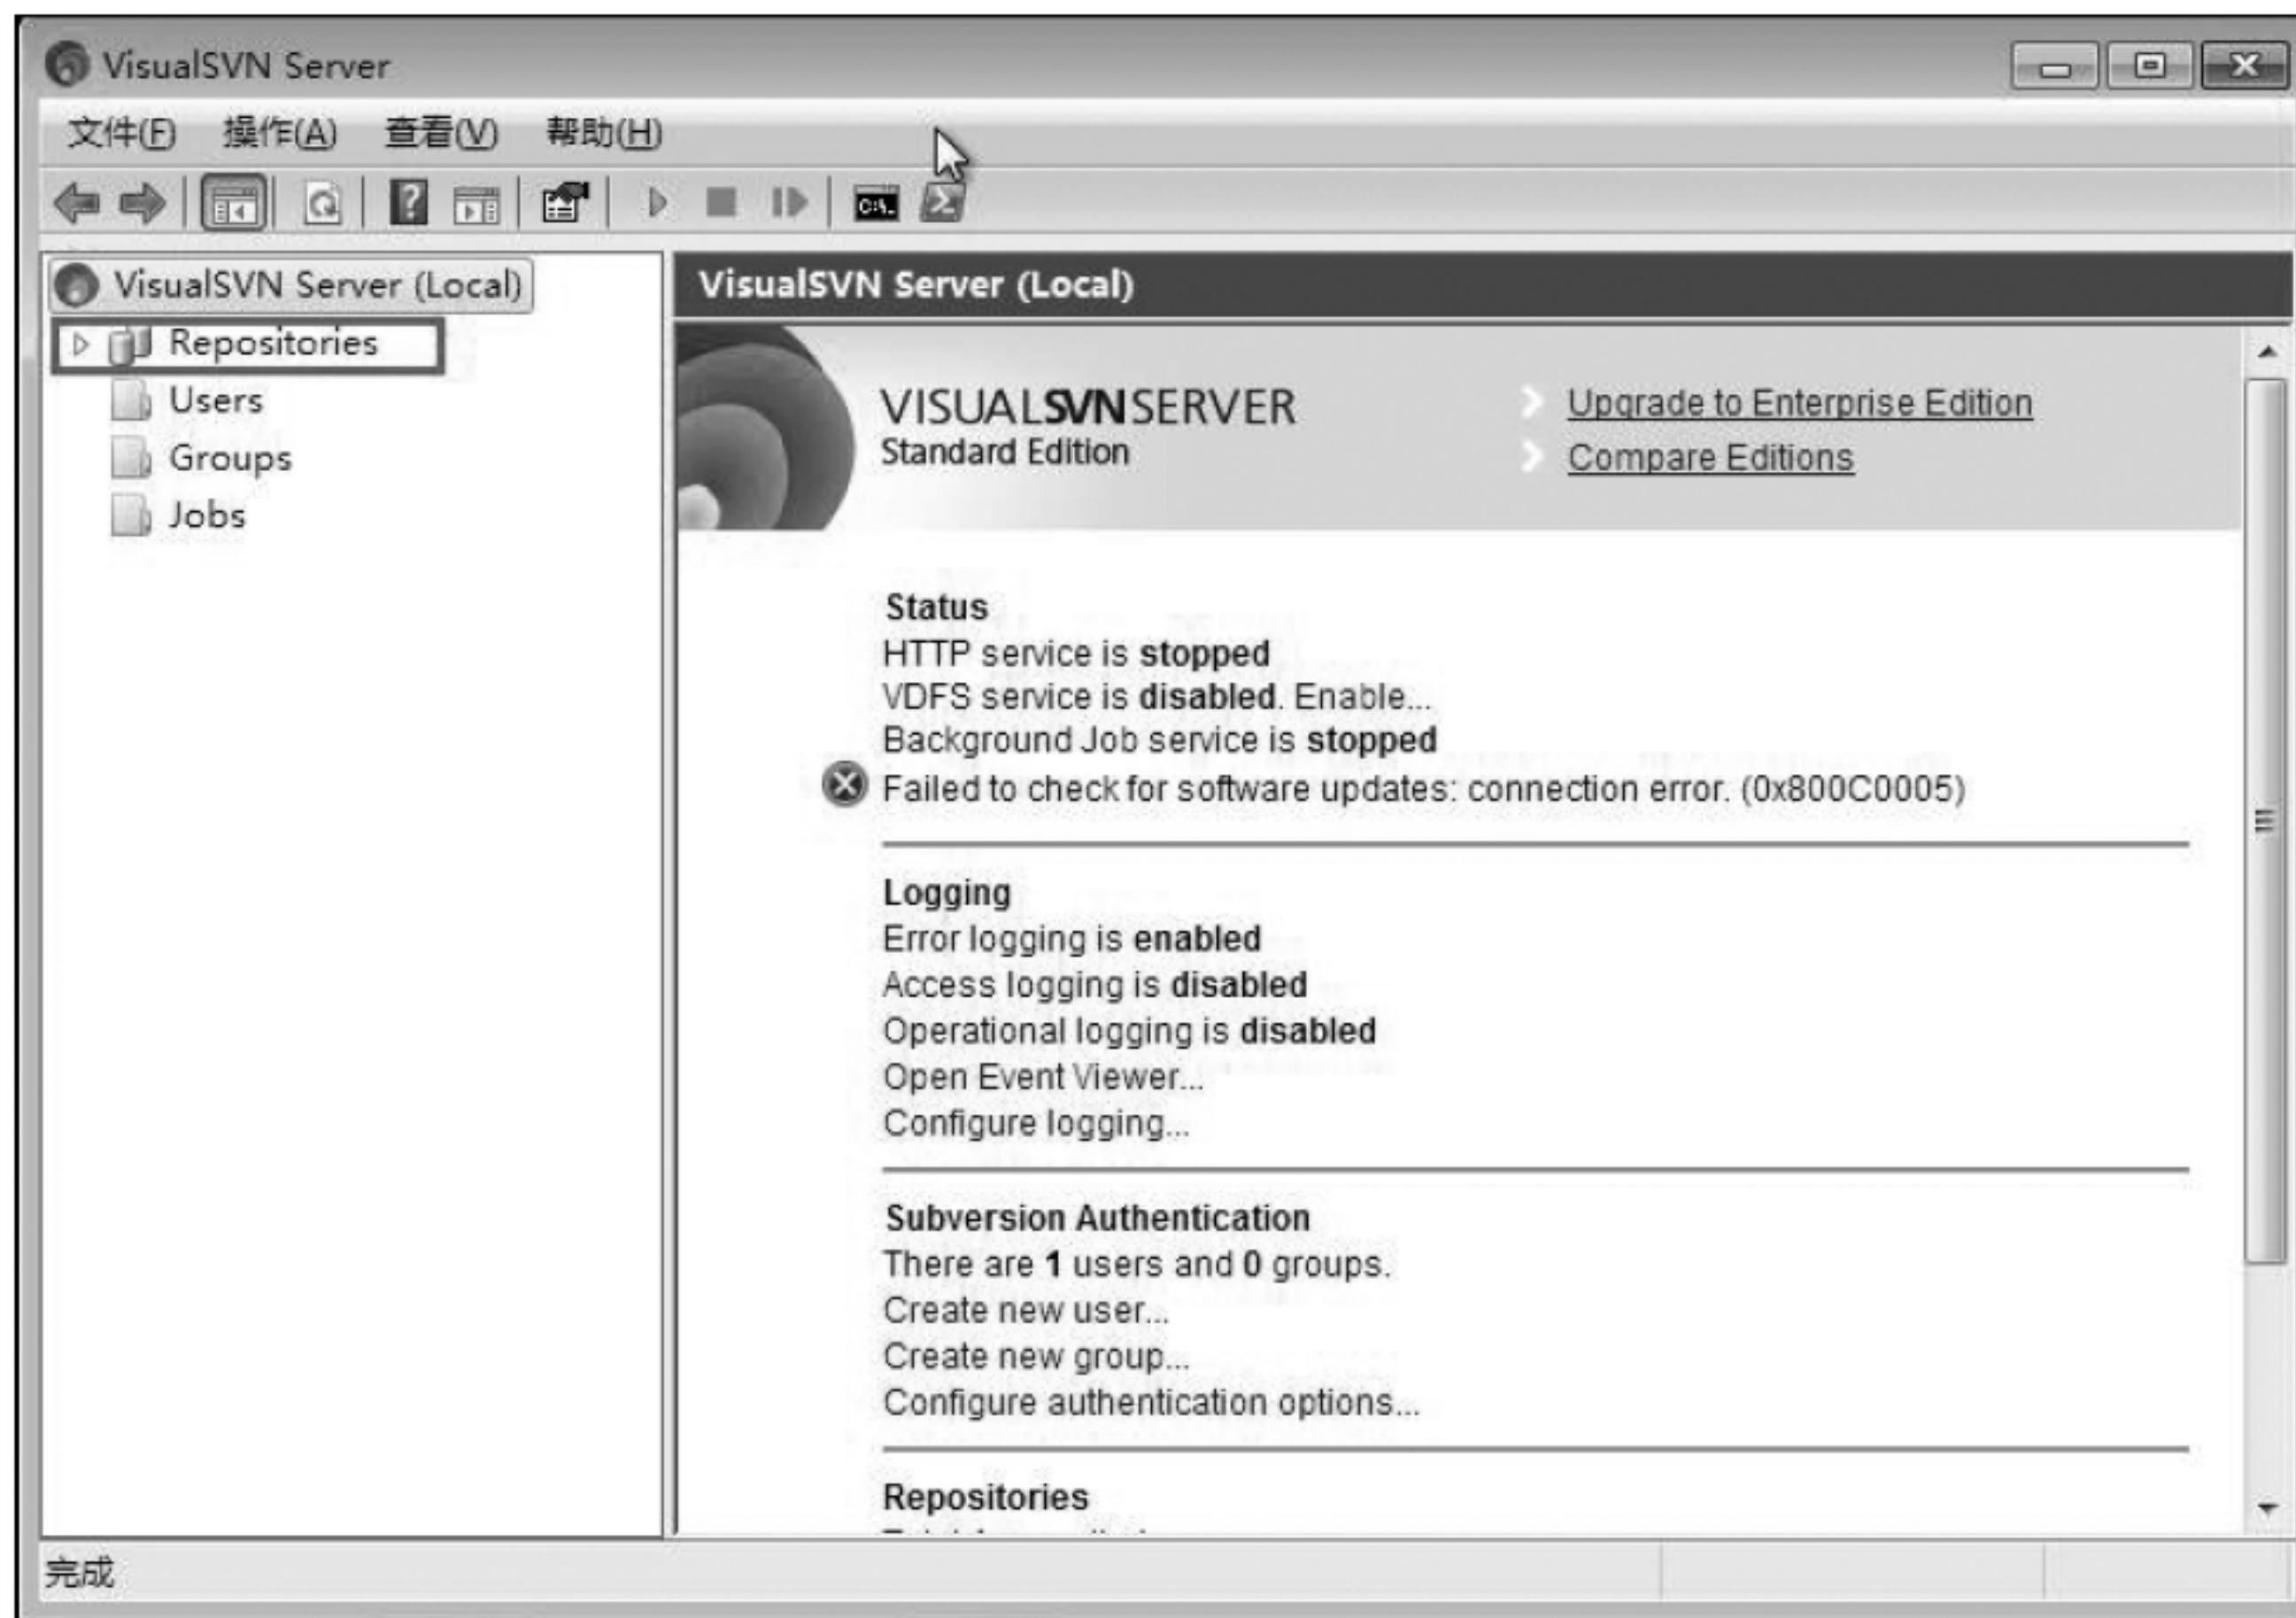 VisualSVN Server
文件(F) 操作(A) 查看(V) 帮助(H)
C:\.
VisualSVN Server (Local)
Repositories
Users
Groups
Jobs
VisualSVN Server (Local)
VISUALSVNSERVER
Standard Edition
Upgrade to Enterprise Edition
Compare Editions
Status
HTTP service is stopped
VDFS service is disabled. Enable...
Background Job service is stopped
Failed to check for software updates: connection error. (0x800C0005)
Logging
Error logging is enabled
Access logging is disabled
Operational logging is disabled
Open Event Viewer...
Configure logging...
Subversion Authentication
There are 1 users and 0 groups.
Create new user...
Create new group...
Configure authentication options...
Repositories
完成